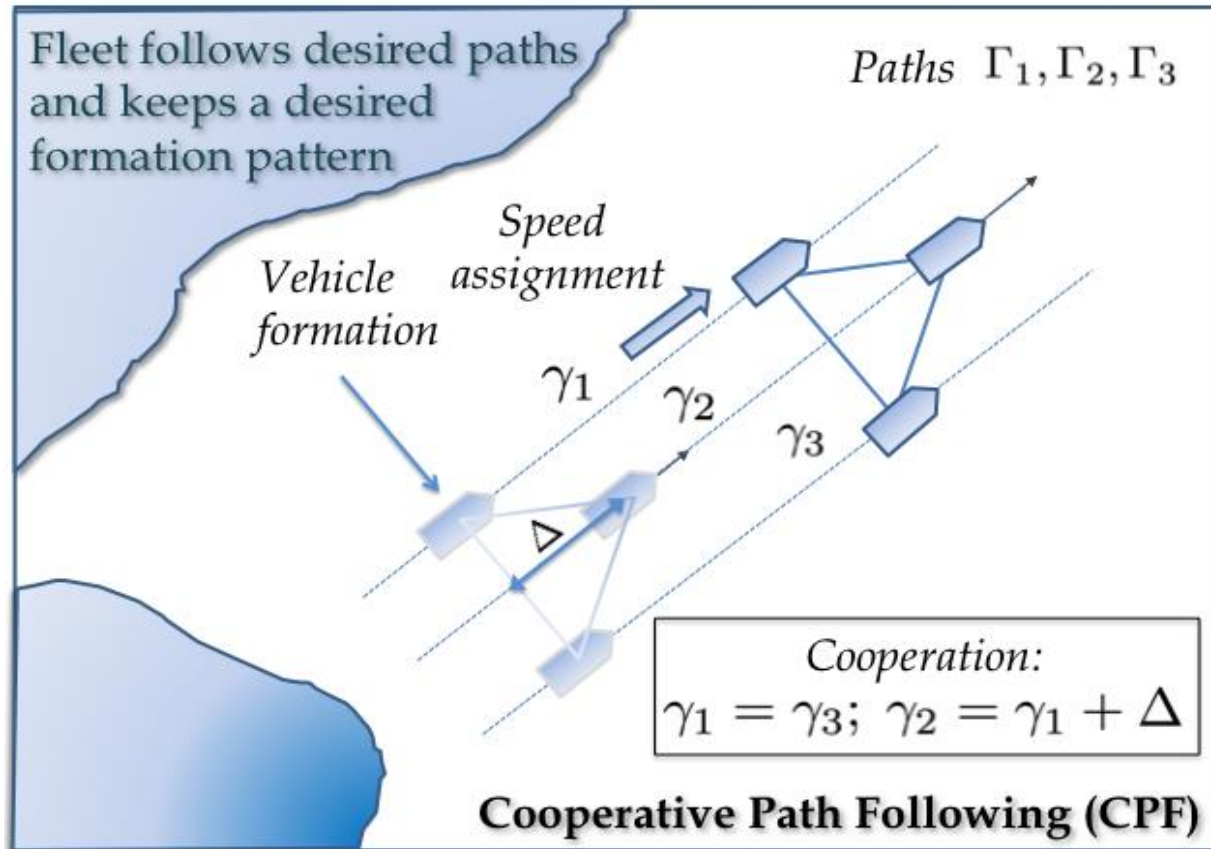 Fleet follows desired paths
and keeps a desired
formation pattern
Paths Γ₁, Γ₂, Γ₃
Speed
assignment
Vehicle
formation
γ₁
γ₂
γ₃
Δ
Cooperation:
γ₁ = γ₃; γ₂ = γ₁ + Δ
Cooperative Path Following (CPF)